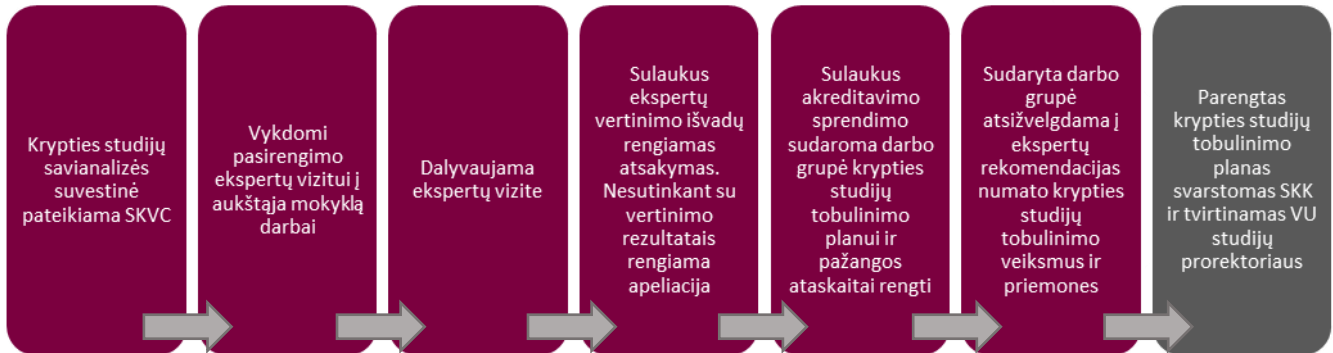 Krypties studijų
savianalizės
suvestinė
pateikiama SKVC
Vykdomi
pasirengimo
ekspertų vizitui į
aukštąja mokyklą
darbai
Dalyvaujama
ekspertų vizite
Sulaukus
ekspertų
vertinimo išvadų
rengiamas
atsakymas.
Nesutinkant su
vertinimo
rezultatais
rengiama
apeliacija
Sulaukus
akreditavimo
sprendimo
sudaroma darbo
grupė krypties
studijų
tobulinimo
planui ir
pažangos
ataskaitai rengti
Sudaryta darbo
grupė
atsižvelgdama į
ekspertų
rekomendacijas
numato krypties
studijų
tobulinimo
veiksmus ir
priemones
Parengtas
krypties studijų
tobulinimo
planas
svarstomas SKK
ir tvirtinamas VU
studijų
prorektoriaus